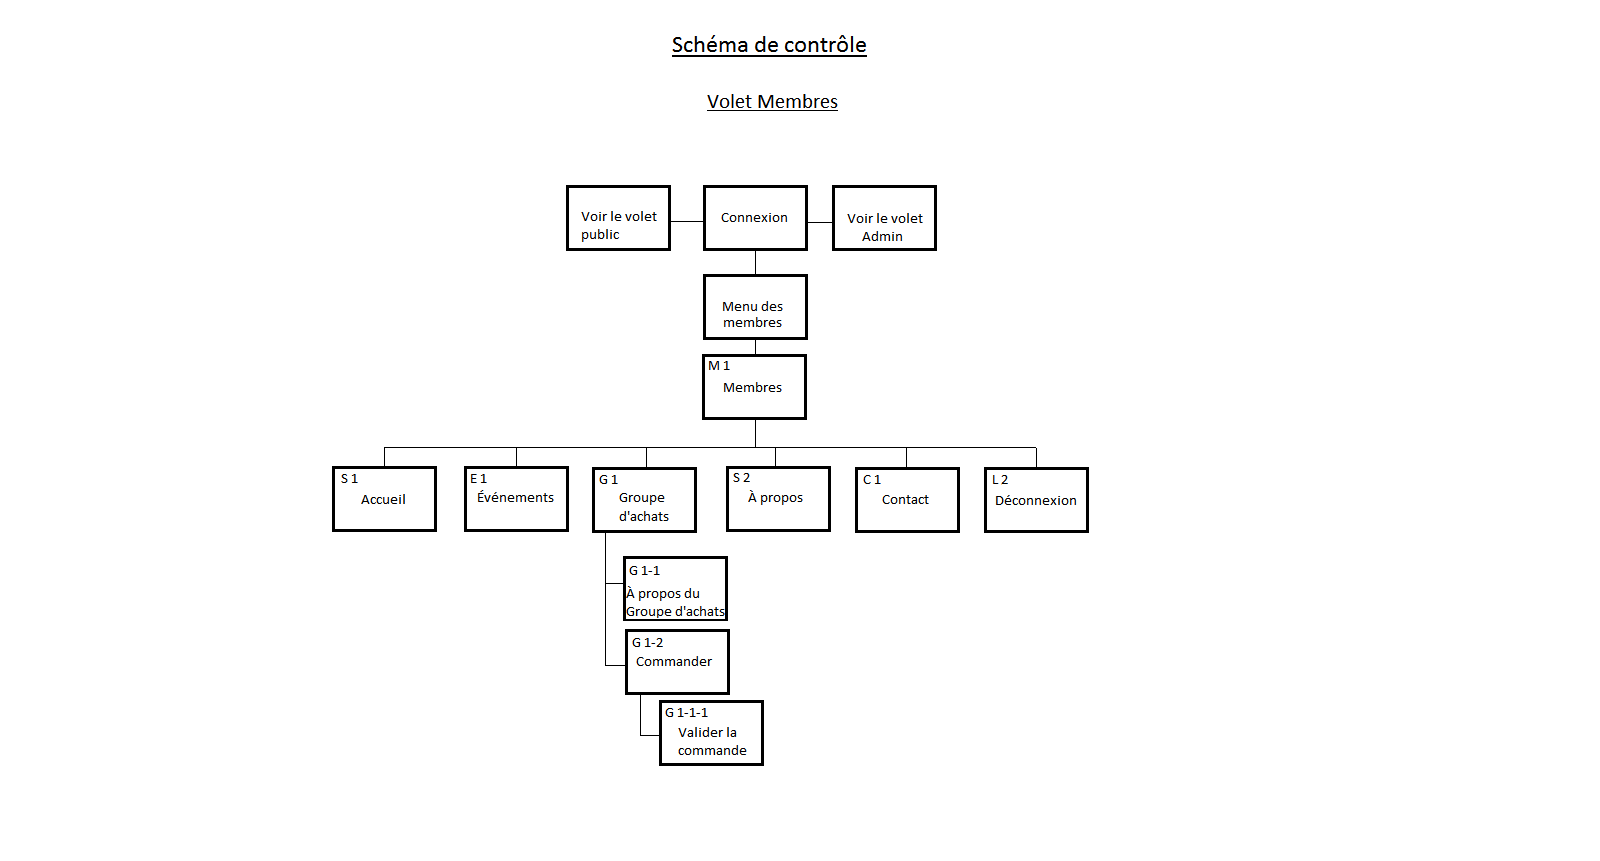 Schéma de contrôle
Volet Membres
Voir le volet
public
Connexion
Voir le volet
Admin
Menu des
membres
M 1
Membres
S 1
Accueil
E 1
Événements
G 1
Groupe
d'achats
S 2
À propos
C 1
Contact
L 2
Déconnexion
G 1-1
À propos du
Groupe d'achats
G 1-2
Commander
G 1-1-1
Valider la
commande